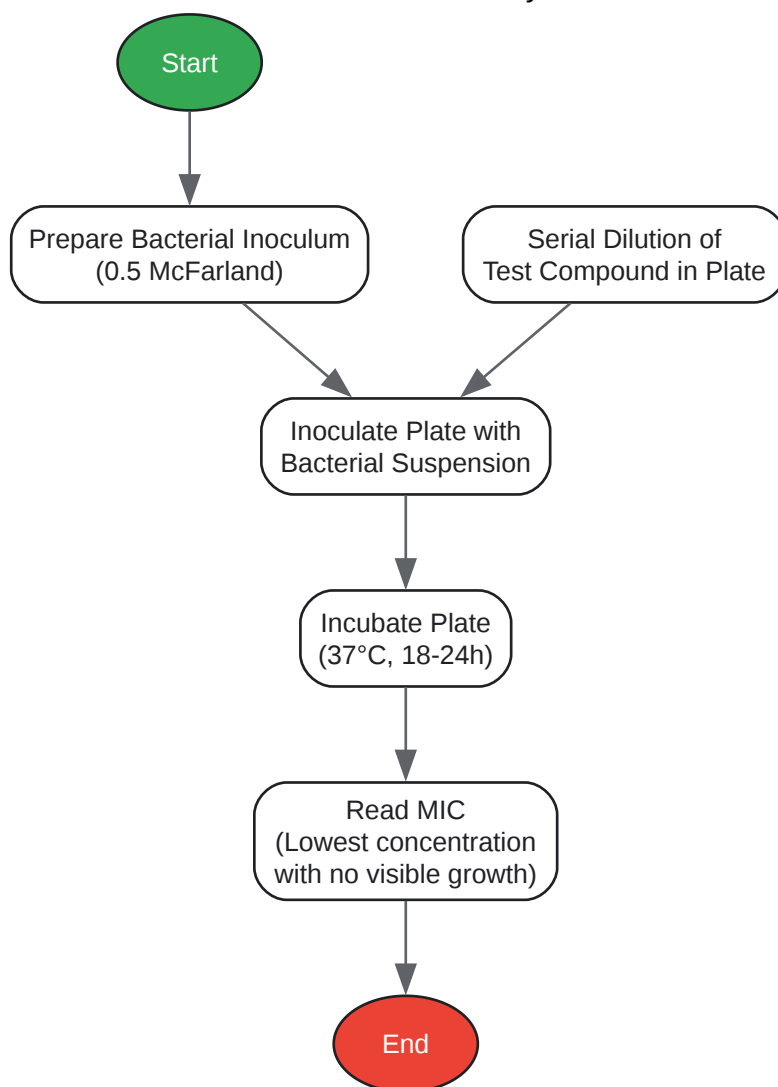 Start
Prepare Bacterial Inoculum
(0.5 McFarland)
Serial Dilution of
Test Compound in Plate
Inoculate Plate with
Bacterial Suspension
Incubate Plate
(37°C, 18-24h)
Read MIC
(Lowest concentration
with no visible growth)
End